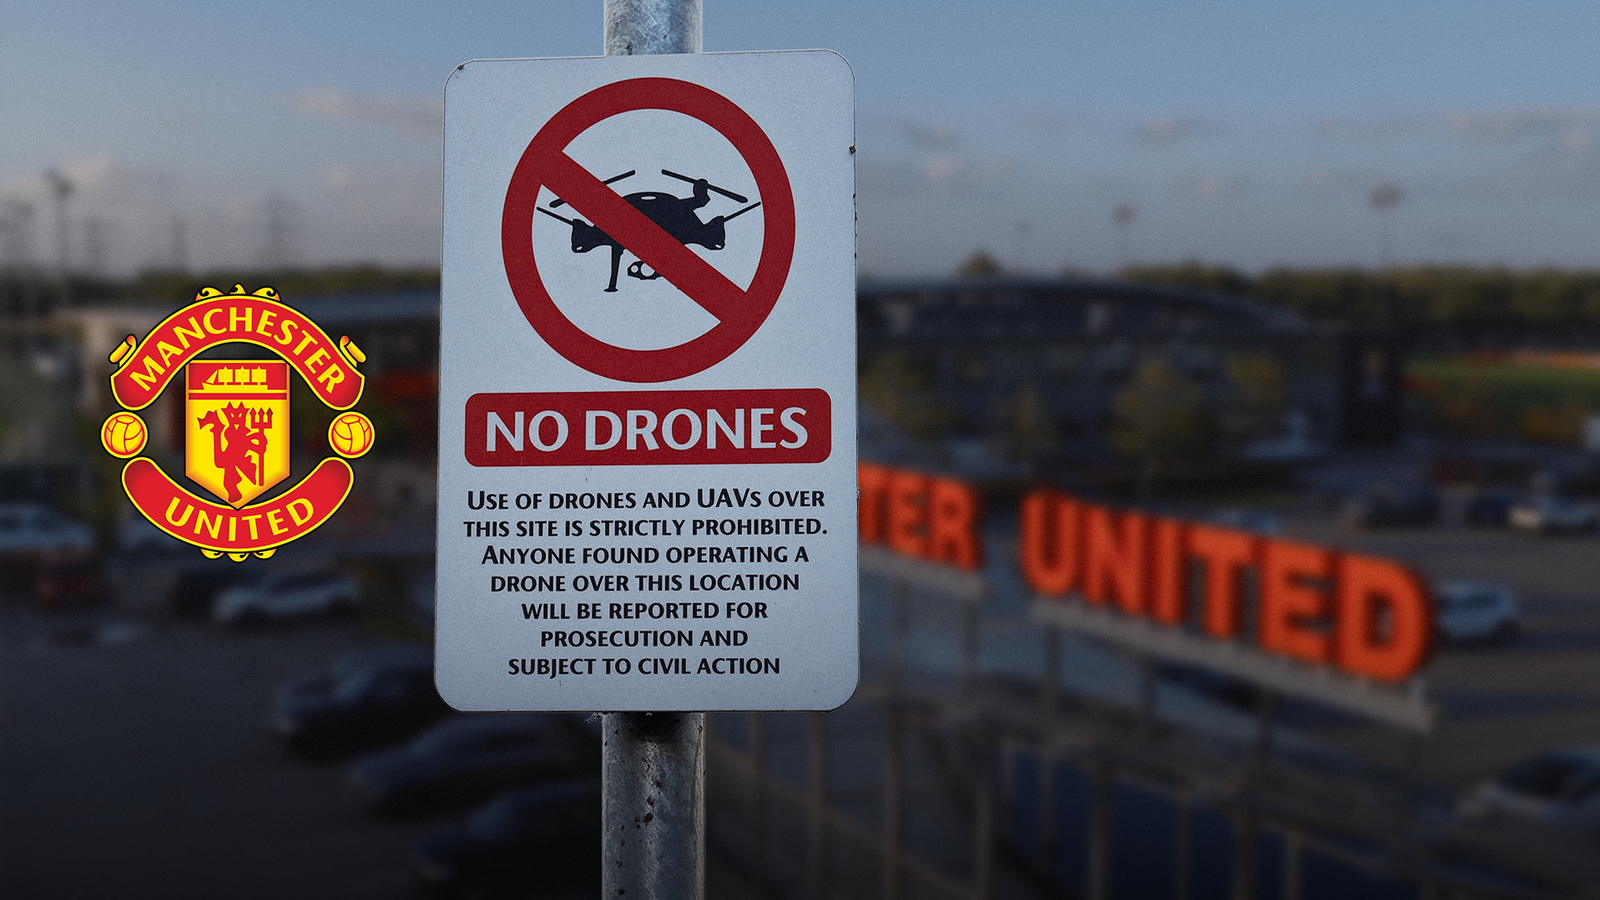 MANCHESTER
UNITED
NO DRONES
USE OF DRONES AND UAVS OVER
THIS SITE IS STRICTLY PROHIBITED.
ANYONE FOUND OPERATING A
DRONE OVER THIS LOCATION
WILL BE REPORTED FOR
PROSECUTION AND
SUBJECT TO CIVIL ACTION
TER UNITED